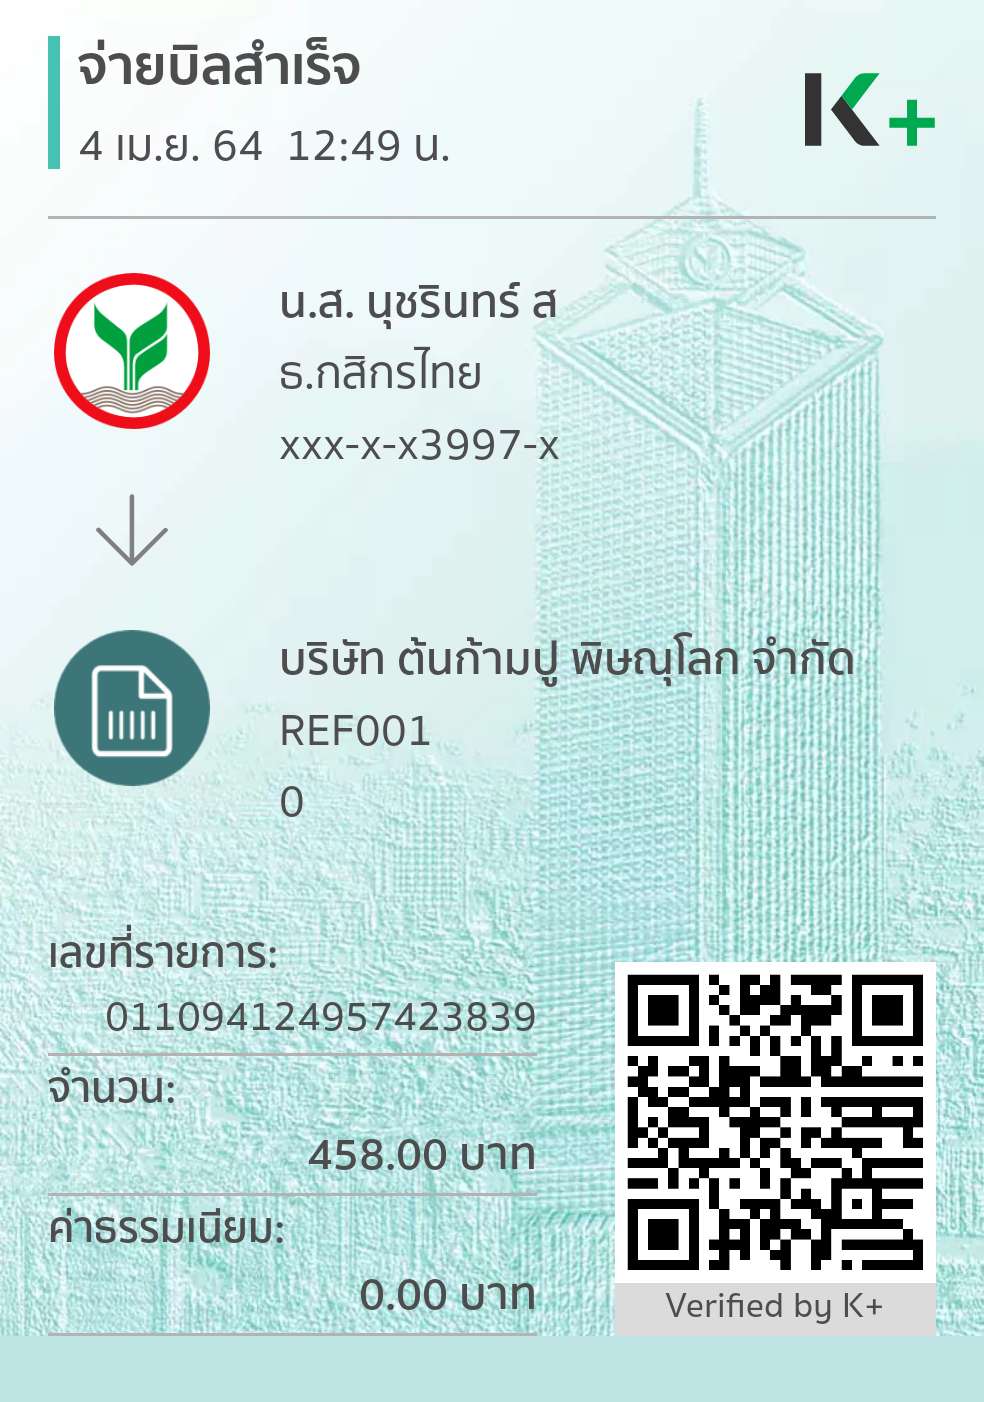 จ่ายบิลสำเร็จ
4 เม.ย. 64 12:49 น.
K+
น.ส. นุชรินทร์ ส
ธ.กสิกรไทย
xxx-x-x3997-x
บริษัท ต้นก้ามปู พิษณุโลก จำกัด
REF001
0
เลขที่รายการ:
011094124957423839
จำนวน:
458.00 บาท
ค่าธรรมเนียม:
0.00 บาท
Verified by K+